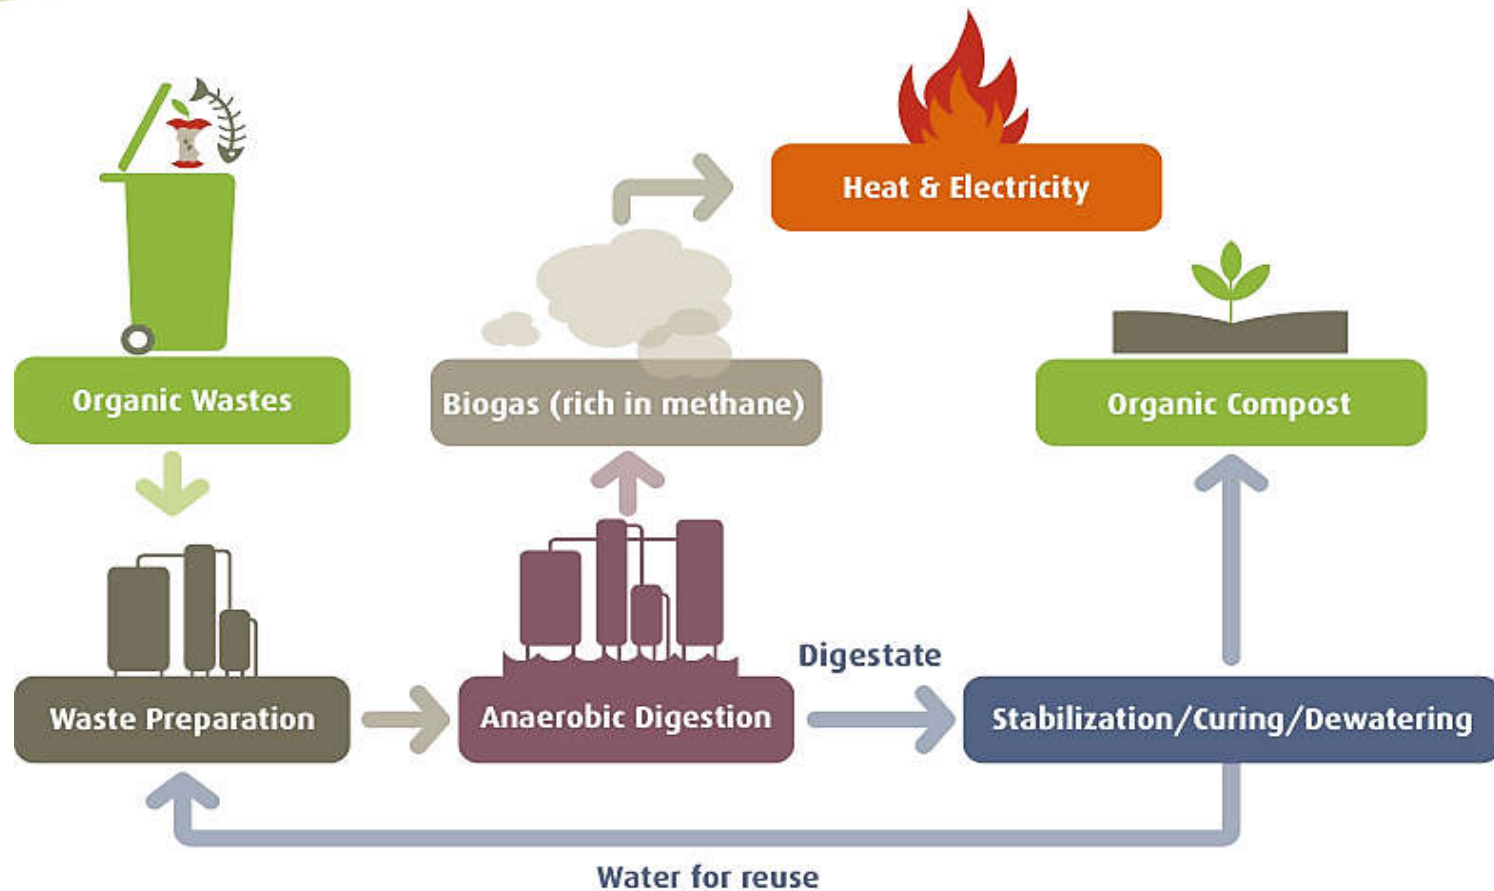 Heat & Electricity
Organic Wastes
Biogas (rich in methane)
Organic Compost
Digestate
Waste Preparation
Anaerobic Digestion
Stabilization/Curing/Dewatering
Water for reuse